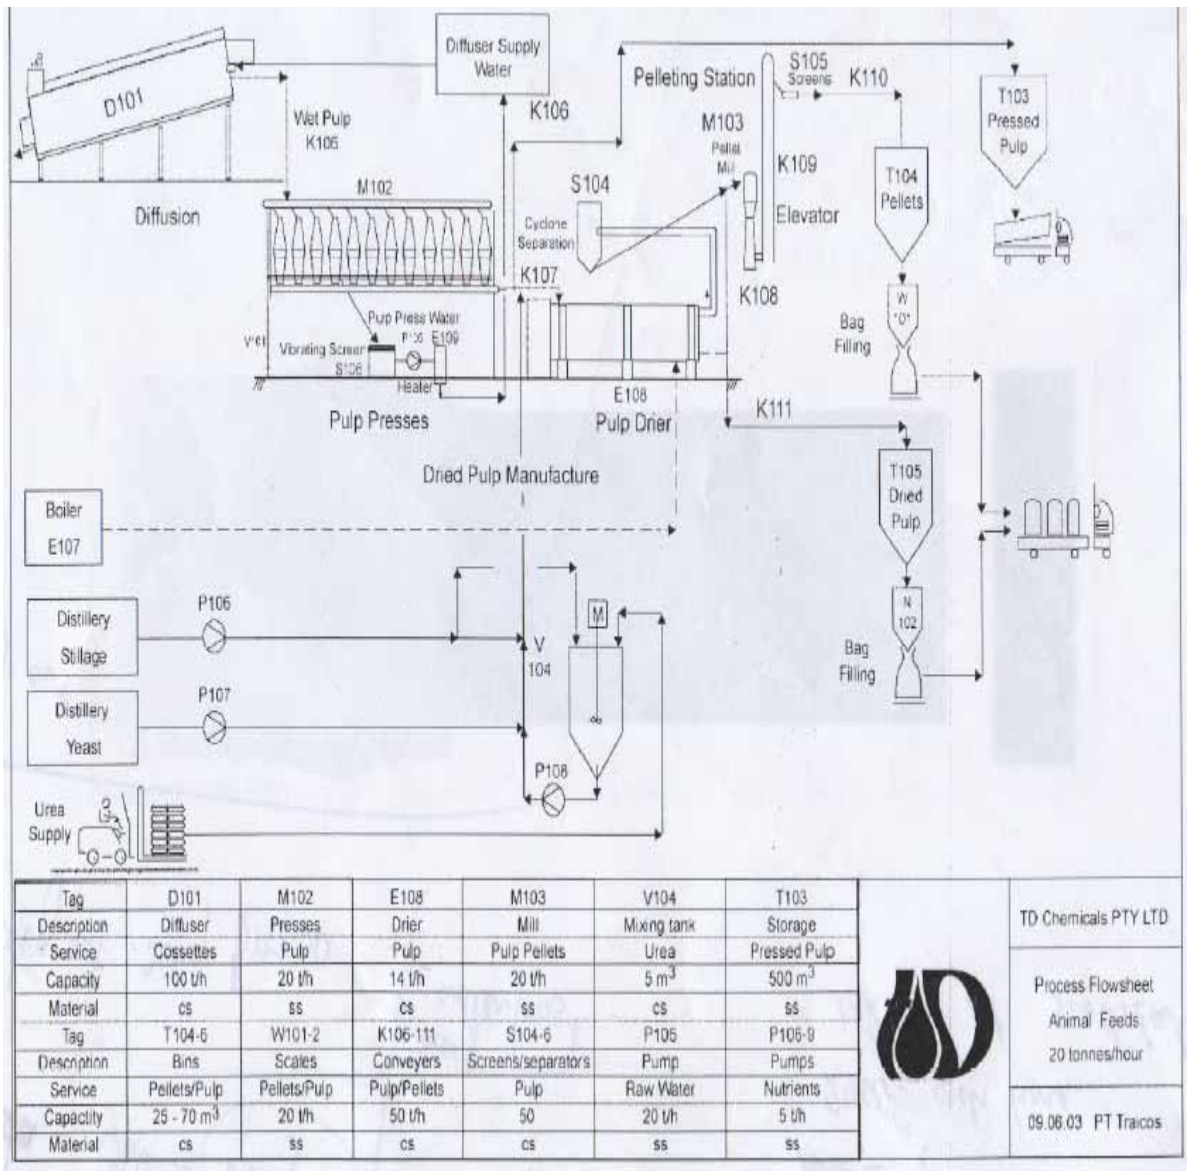 Diffuser Supply
Water
D101
Wet Pulp
K105
Diffusion
M102
K106
Pelleting Station
S105
Screens
K110
T103
Pressed
Pulp
M103
Pellet
Mill
K109
Elevator
T104
Pellets
S104
Cyclone
Separation
K107
K108
W
"O"
Bag
Filling
V101
Pulp Press Water
P105
E109
Vibrating Screen
S106
Heater
Pulp Presses
E108
Pulp Drier
K111
Dried Pulp Manufacture
T105
Dried
Pulp
Boiler
E107
N
102
Bag
Filling
Distillery
Stillage
P106
M
V
104
Distillery
Yeast
P107
P108
Urea
Supply
Tag D101 M102 E108 M103 V104 T103
Description Diffuser Presses Drier Mill Mixing tank Storage
Service Cossettes Pulp Pulp Pulp Pellets Urea Pressed Pulp
Capacity 100 t/h 20 t/h 14 t/h 20 t/h 5 m³ 500 m³
Material cs ss cs ss cs ss
Tag T104-5 W101-2 K106-111 S104-6 P105 P106-9
Description Bins Scales Conveyers Screens/separators Pump Pumps
Service Pellets/Pulp Pellets/Pulp Pulp/Pellets Pulp Raw Water Nutrients
Capactity 25 - 70 m³ 20 t/h 50 t/h 50 20 t/h 5 t/h
Material cs ss cs cs ss ss
TD Chemicals PTY LTD
Process Flowsheet
Animal Feeds
20 tonnes/hour
09.06.03 PT Traicos